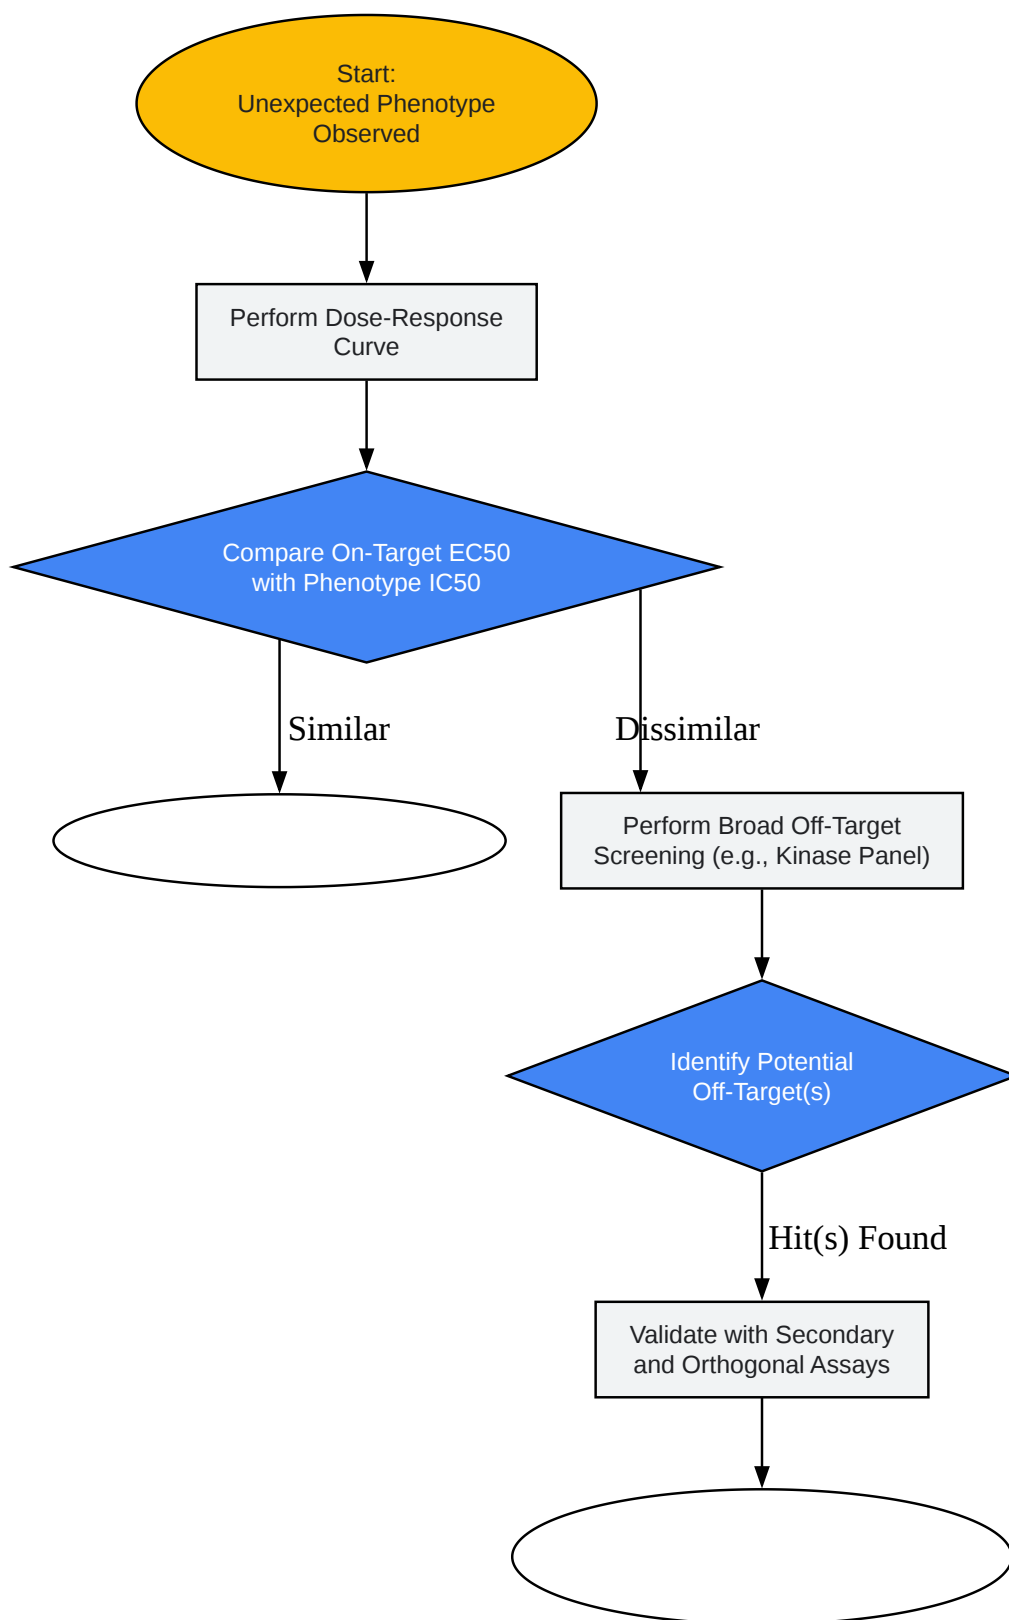 Start:
Unexpected Phenotype
Observed
Perform Dose-Response
Curve
Compare On-Target EC50
with Phenotype IC50
Similar
Dissimilar
Perform Broad Off-Target
Screening (e.g., Kinase Panel)
Identify Potential
Off-Target(s)
Hit(s) Found
Validate with Secondary
and Orthogonal Assays